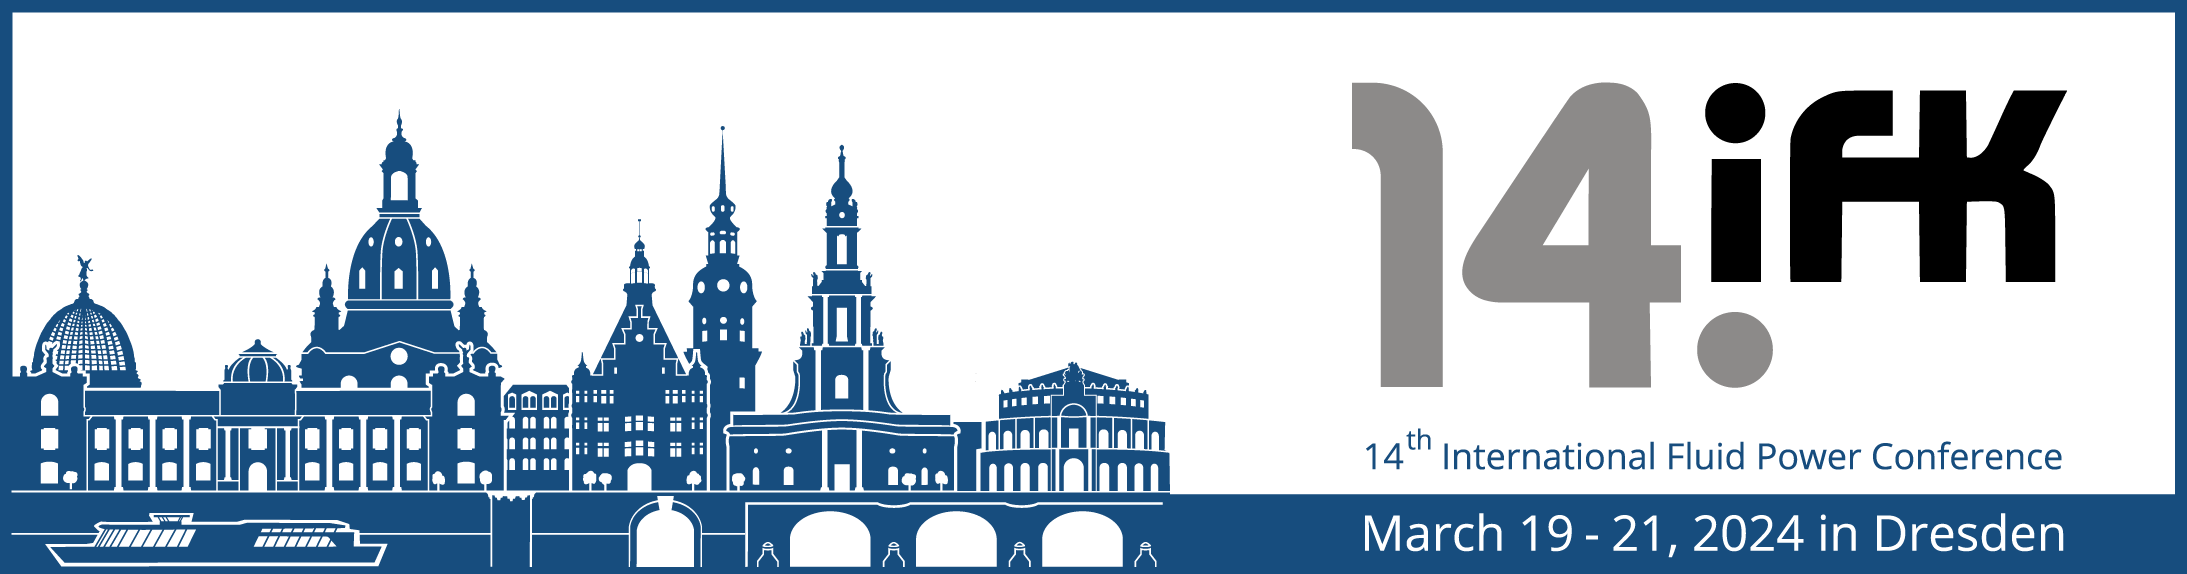 14. iFK
14th International Fluid Power Conference
March 19 - 21, 2024 in Dresden